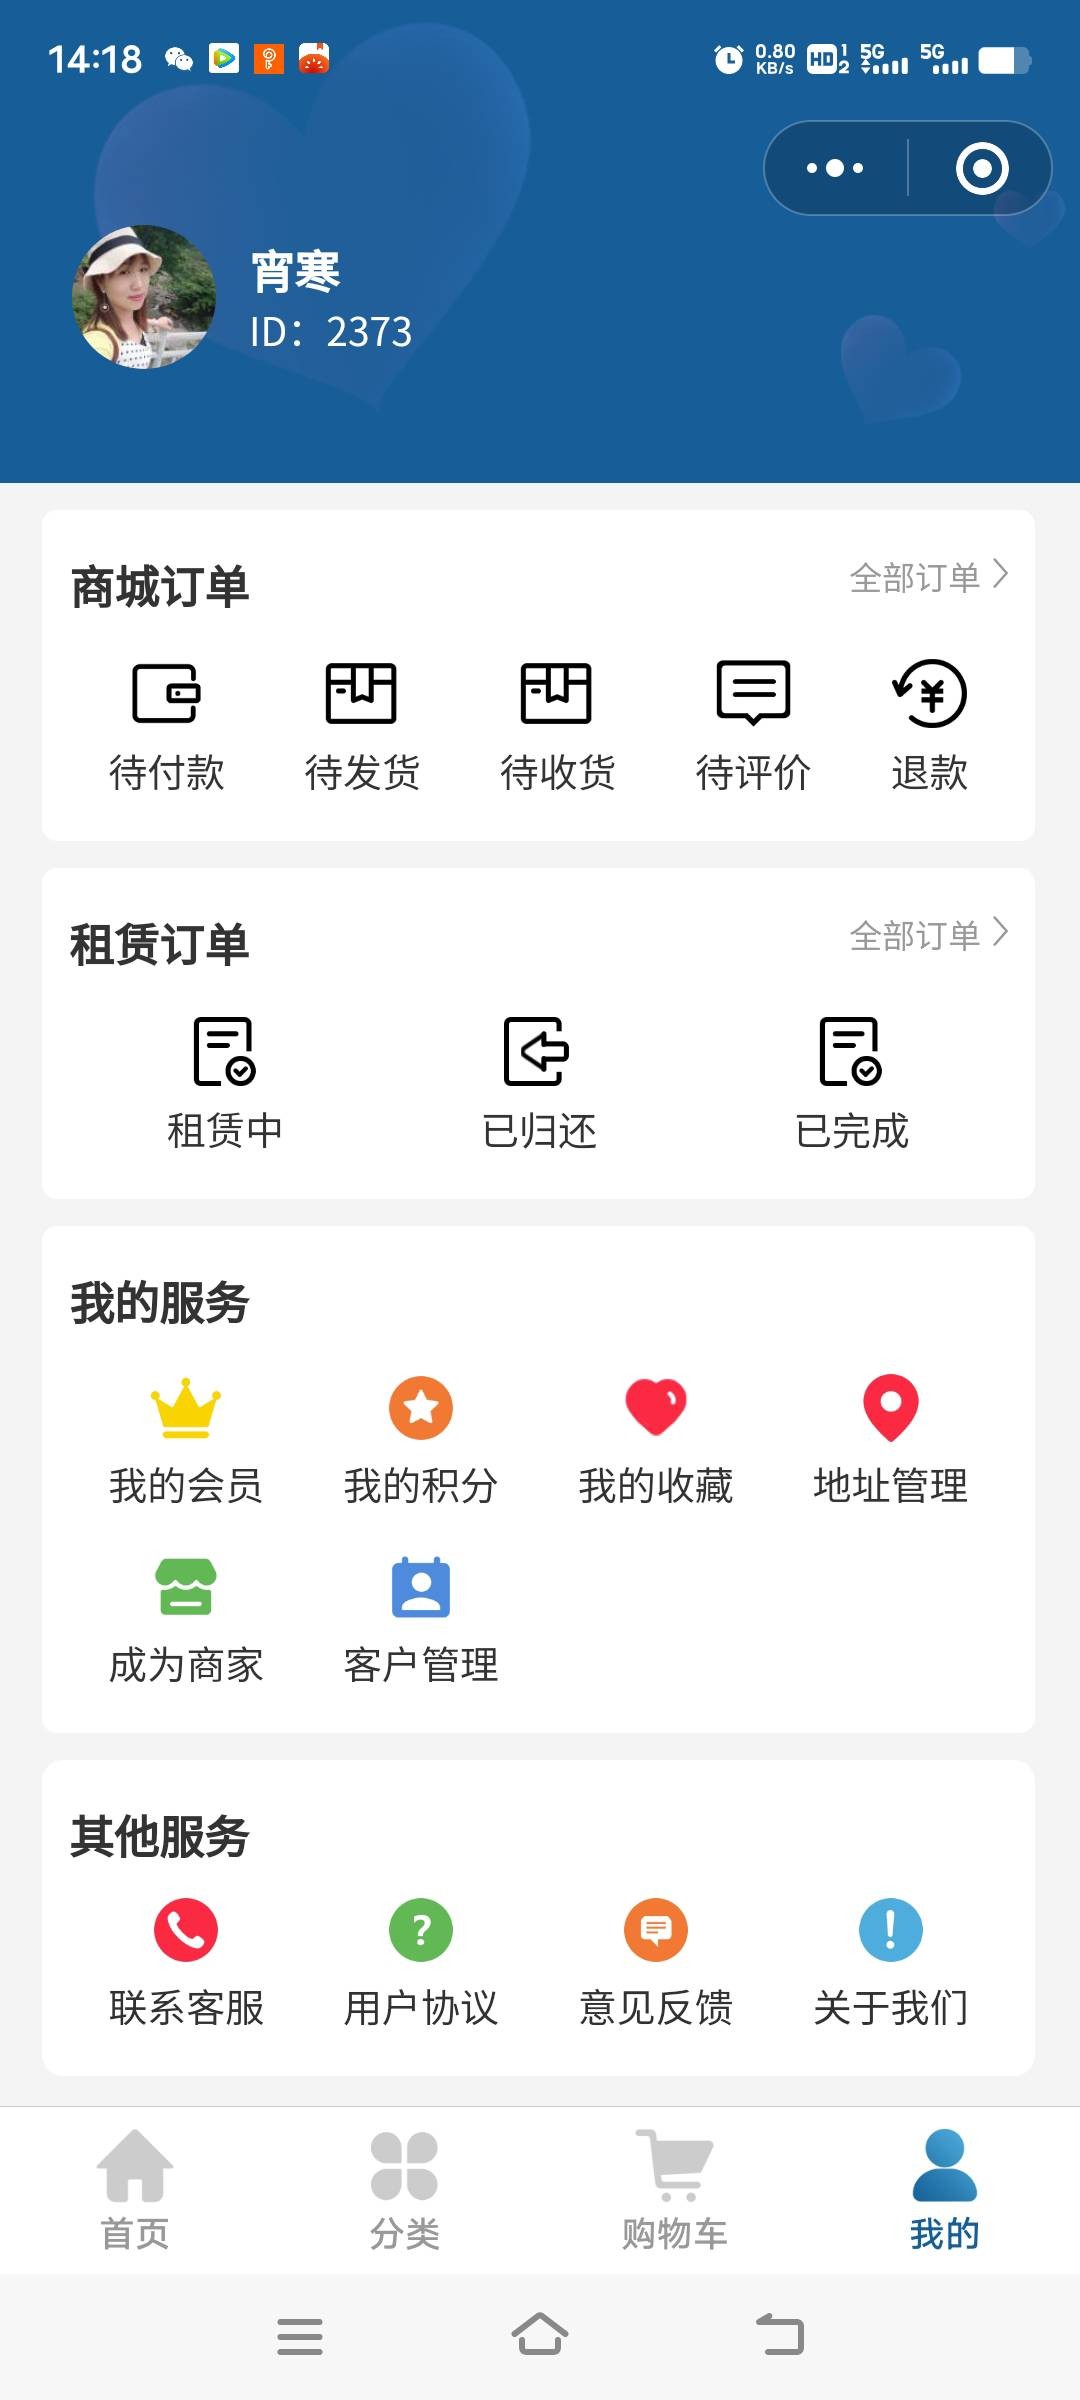 14:18
0.80 KB/s HD 1 2 5G 5G
宵寒
ID：2373
商城订单
全部订单
待付款 待发货 待收货 待评价 退款
租赁订单
全部订单
租赁中 已归还 已完成
我的服务
我的会员 我的积分 我的收藏 地址管理
成为商家 客户管理
其他服务
联系客服 用户协议 意见反馈 关于我们
首页 分类 购物车 我的